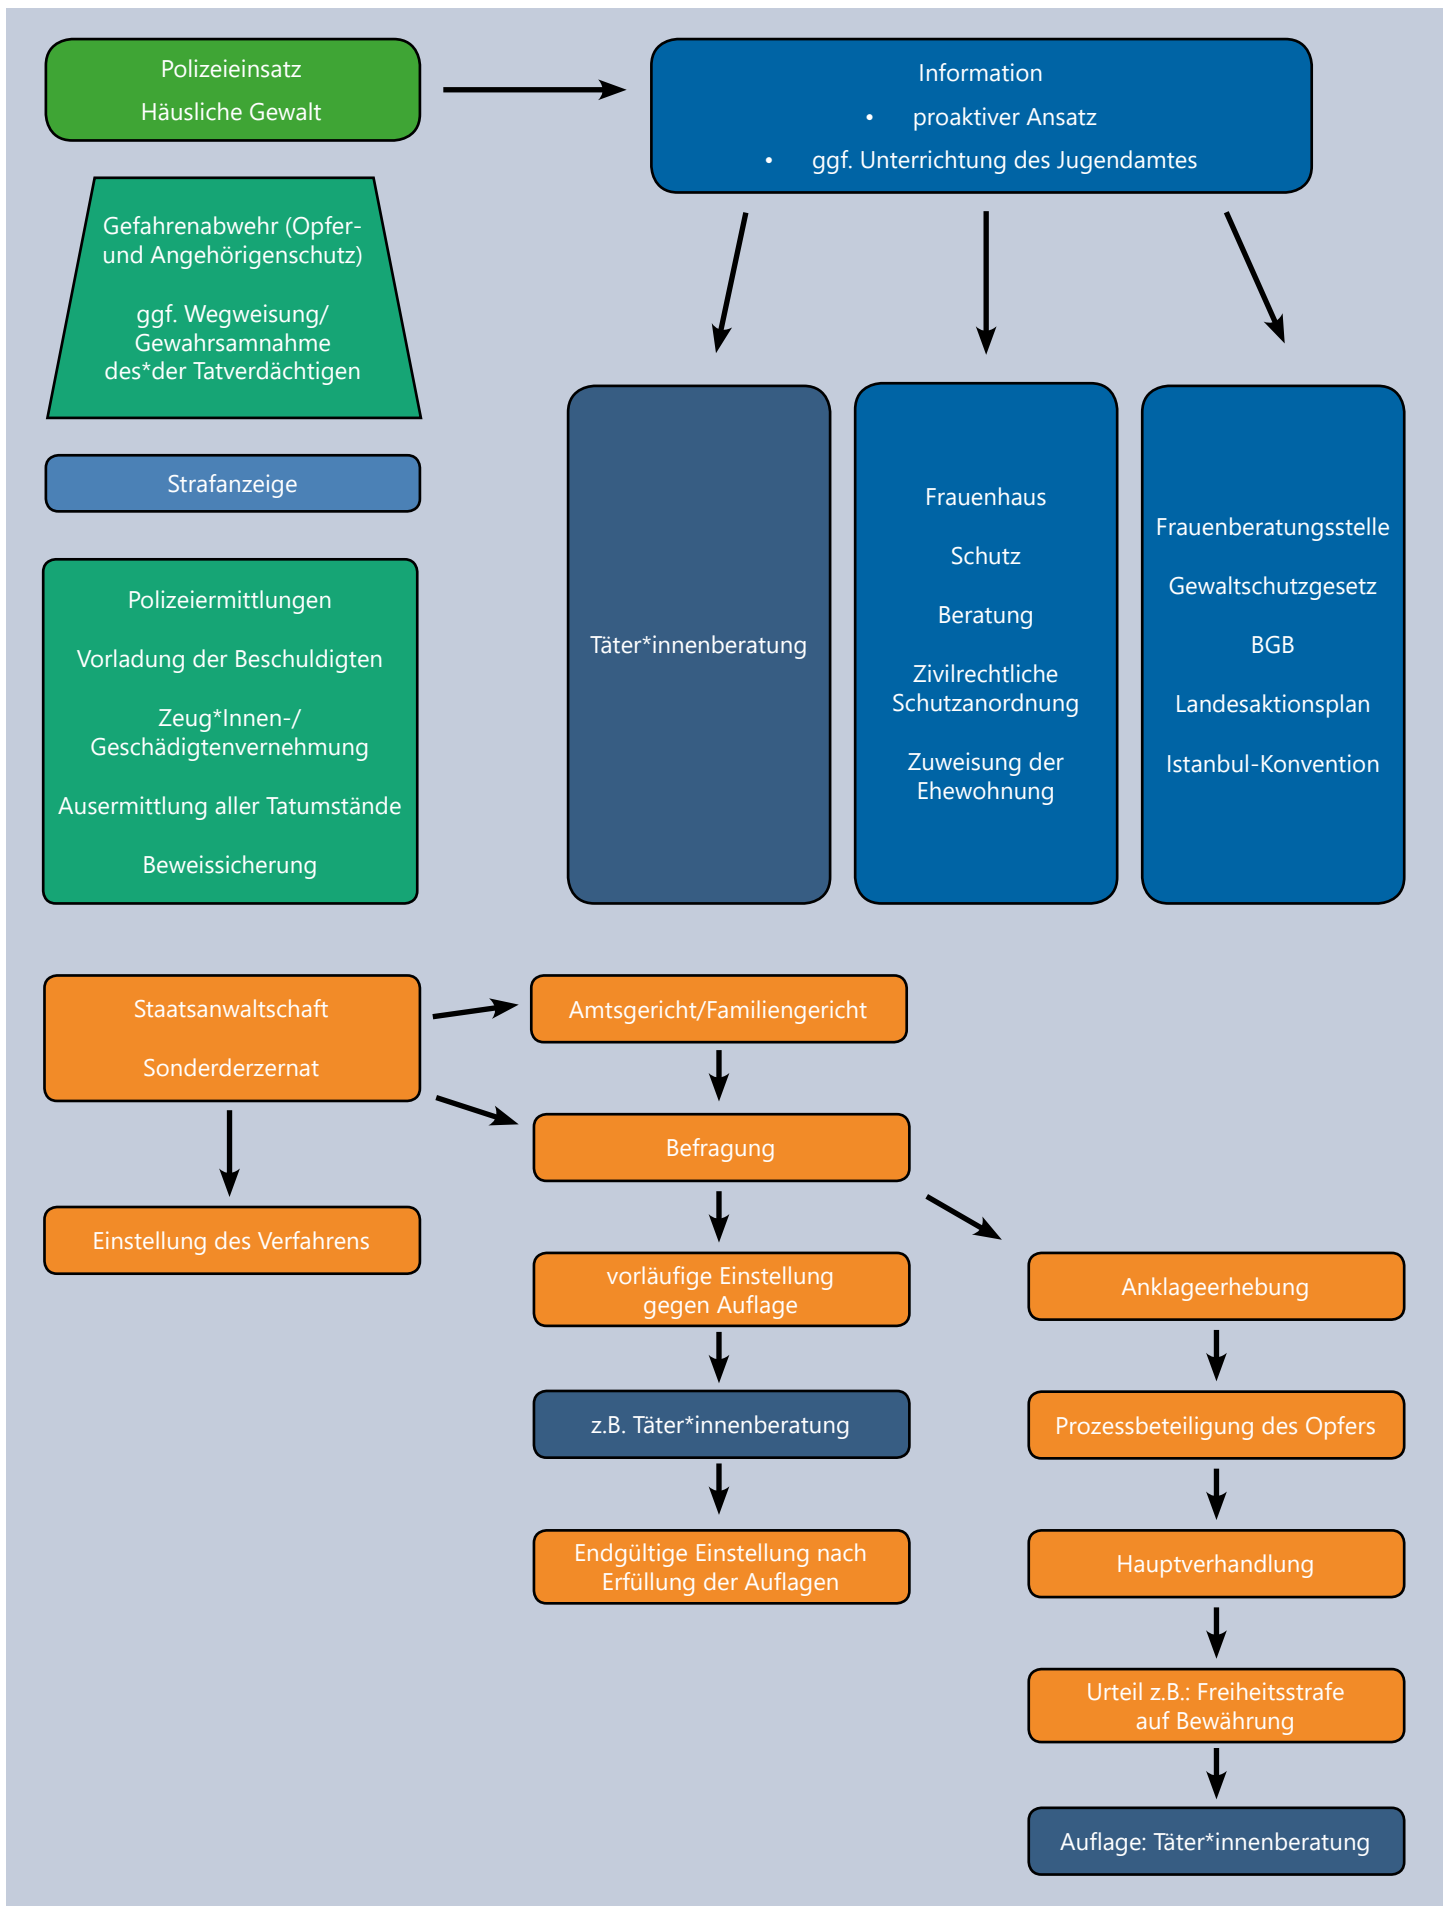 Polizeieinsatz
Häusliche Gewalt
Information
• proaktiver Ansatz
• ggf. Unterrichtung des Jugendamtes
Gefahrenabwehr (Opfer-
und Angehörigenschutz)
ggf. Wegweisung/
Gewahrsamnahme
des*der Tatverdächtigen
Strafanzeige
Polizeiermittlungen
Vorladung der Beschuldigten
Zeug*Innen-/
Geschädigtenvernehmung
Ausermittlung aller Tatumstände
Beweissicherung
Täter*innenberatung
Frauenhaus
Schutz
Beratung
Zivilrechtliche
Schutzanordnung
Zuweisung der
Ehewohnung
Frauenberatungsstelle
Gewaltschutzgesetz
BGB
Landesaktionsplan
Istanbul-Konvention
Staatsanwaltschaft
Sonderderzernat
Einstellung des Verfahrens
Amtsgericht/Familiengericht
Befragung
vorläufige Einstellung
gegen Auflage
z.B. Täter*innenberatung
Endgültige Einstellung nach
Erfüllung der Auflagen
Anklageerhebung
Prozessbeteiligung des Opfers
Hauptverhandlung
Urteil z.B.: Freiheitsstrafe
auf Bewährung
Auflage: Täter*innenberatung